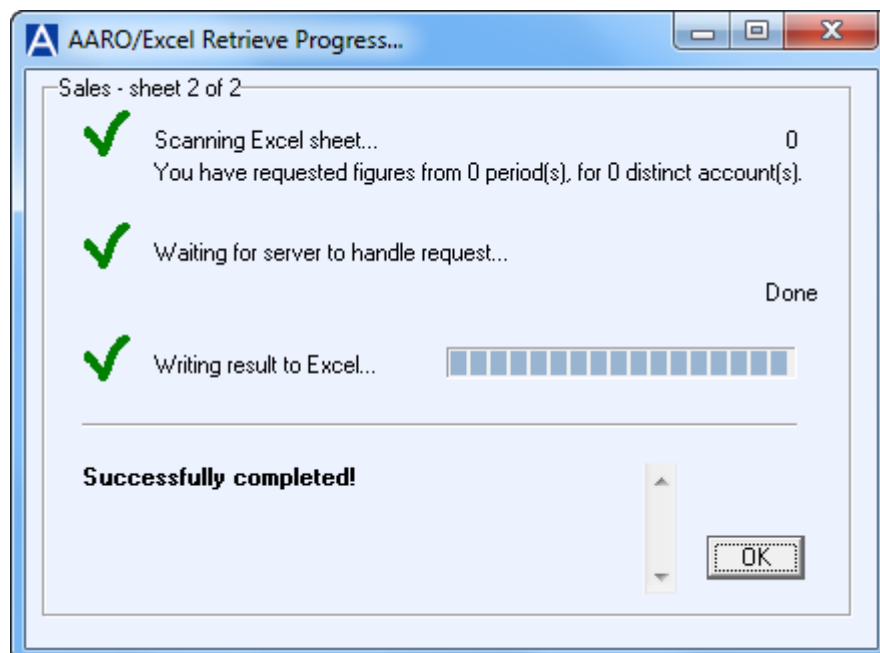 AARO/Excel Retrieve Progress...
Sales - sheet 2 of 2
Scanning Excel sheet... 0
You have requested figures from 0 period(s), for 0 distinct account(s).
Waiting for server to handle request...
Done
Writing result to Excel...
Successfully completed!
OK